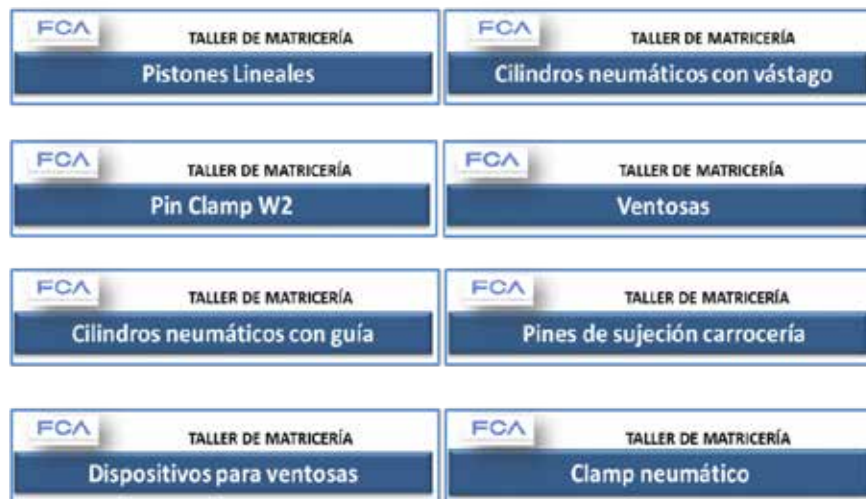 FCA
TALLER DE MATRICERÍA
Pistones Lineales
FCA
TALLER DE MATRICERÍA
Cilindros neumáticos con vástago
FCA
TALLER DE MATRICERÍA
Pin Clamp W2
FCA
TALLER DE MATRICERÍA
Ventosas
FCA
TALLER DE MATRICERÍA
Cilindros neumáticos con guía
FCA
TALLER DE MATRICERÍA
Pines de sujeción carrocería
FCA
TALLER DE MATRICERÍA
Dispositivos para ventosas
FCA
TALLER DE MATRICERÍA
Clamp neumático